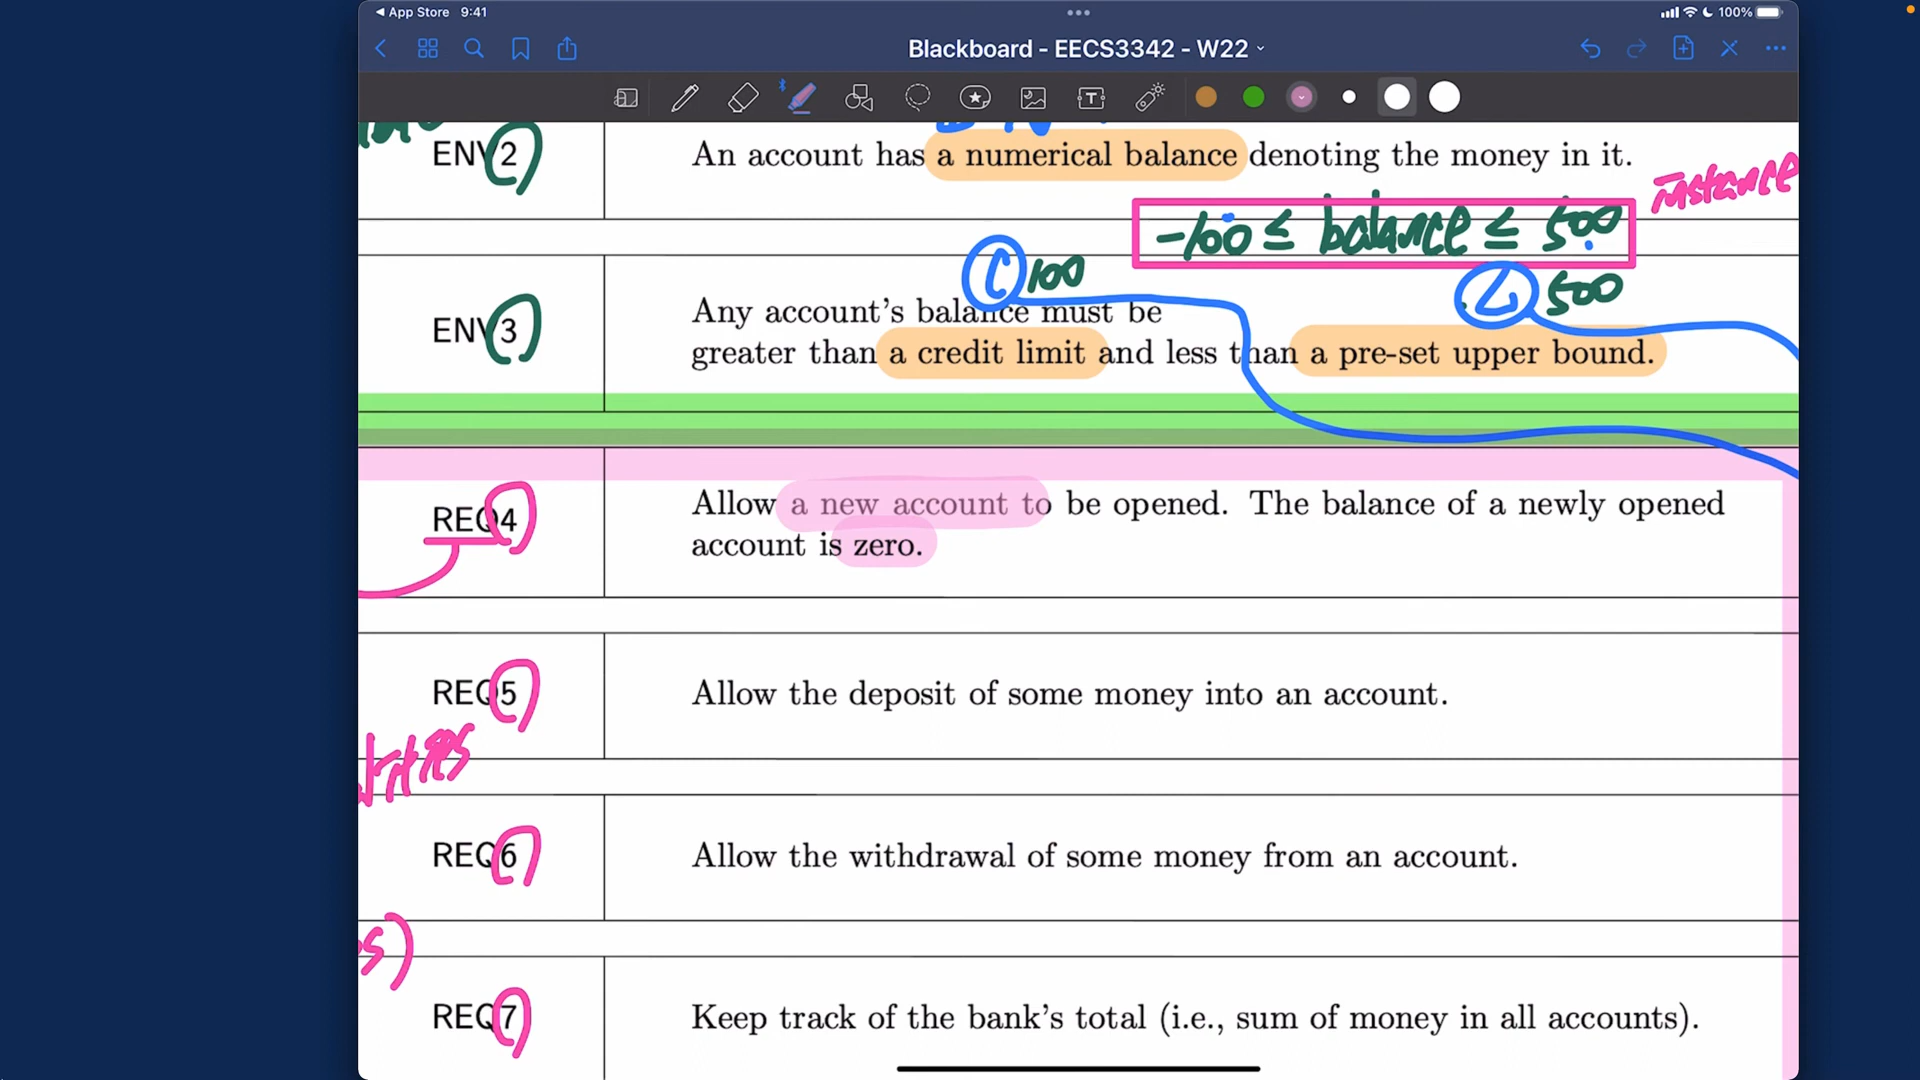 App Store 9:41
100%
Blackboard - EECS3342 - W22
ENV2
An account has a numerical balance denoting the money in it.
instance
-100 ≤ balance ≤ 500
C 100
L 500
ENV3
Any account's balance must be
greater than a credit limit and less than a pre-set upper bound.
REQ4
Allow a new account to be opened. The balance of a newly opened
account is zero.
REQ5
Allow the deposit of some money into an account.
REQ6
Allow the withdrawal of some money from an account.
s)
REQ7
Keep track of the bank's total (i.e., sum of money in all accounts).